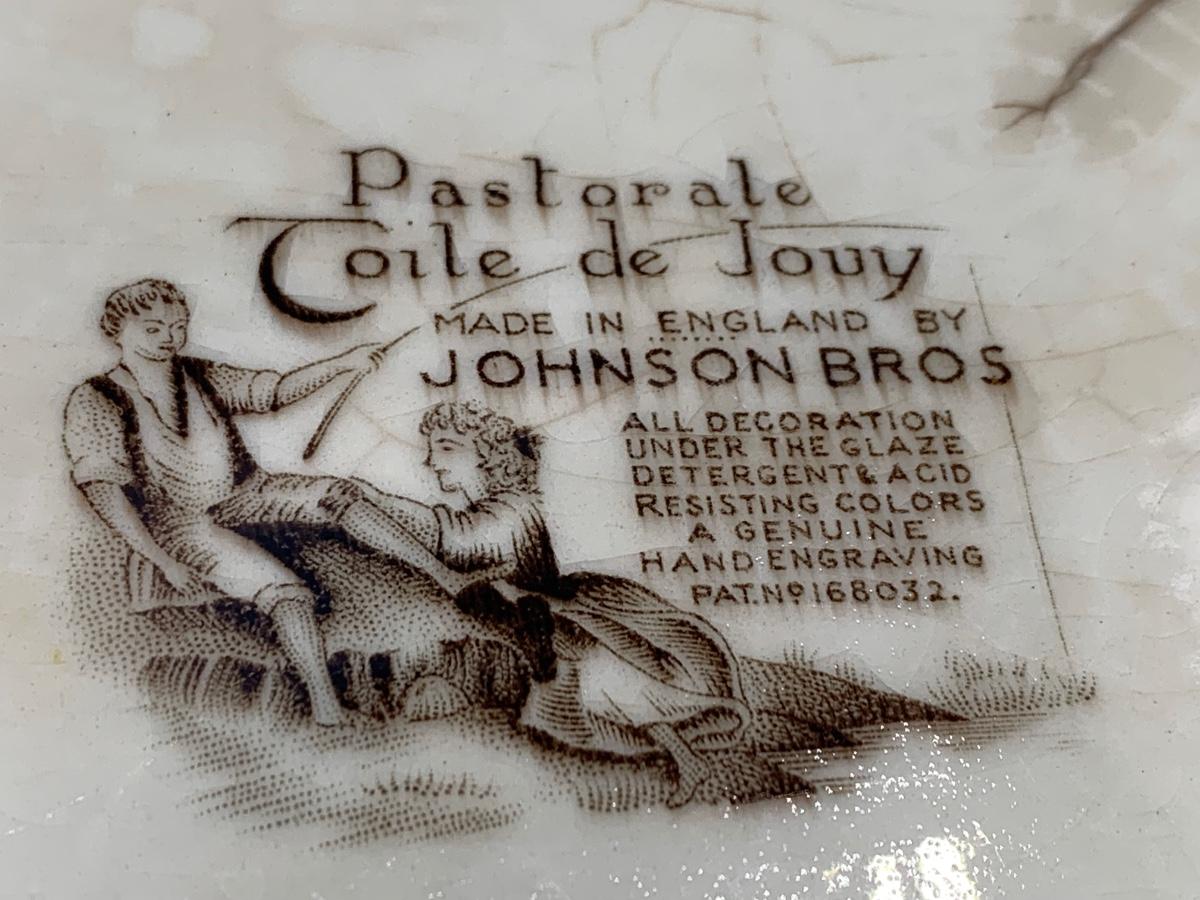 Pastorale
Toile de Jouy
MADE IN ENGLAND BY
JOHNSON BROS
ALL DECORATION
UNDER THE GLAZE
DETERGENT & ACID
RESISTING COLORS
A GENUINE
HAND ENGRAVING
PAT. Nº 168032.